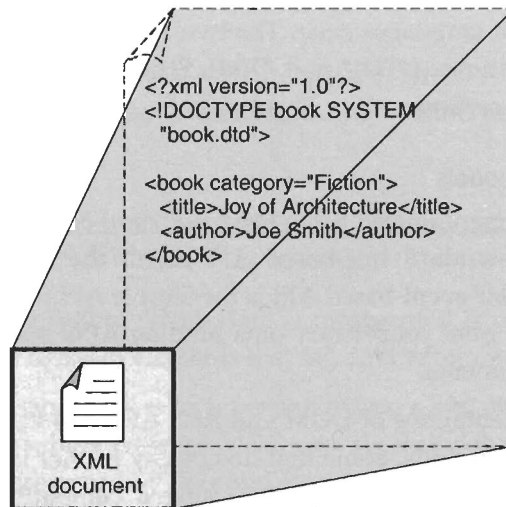 <?xml version="1.0"?>
<!DOCTYPE book SYSTEM
"book.dtd">
<book category="Fiction">
<title>Joy of Architecture</title>
<author>Joe Smith</author>
</book>
XML
document